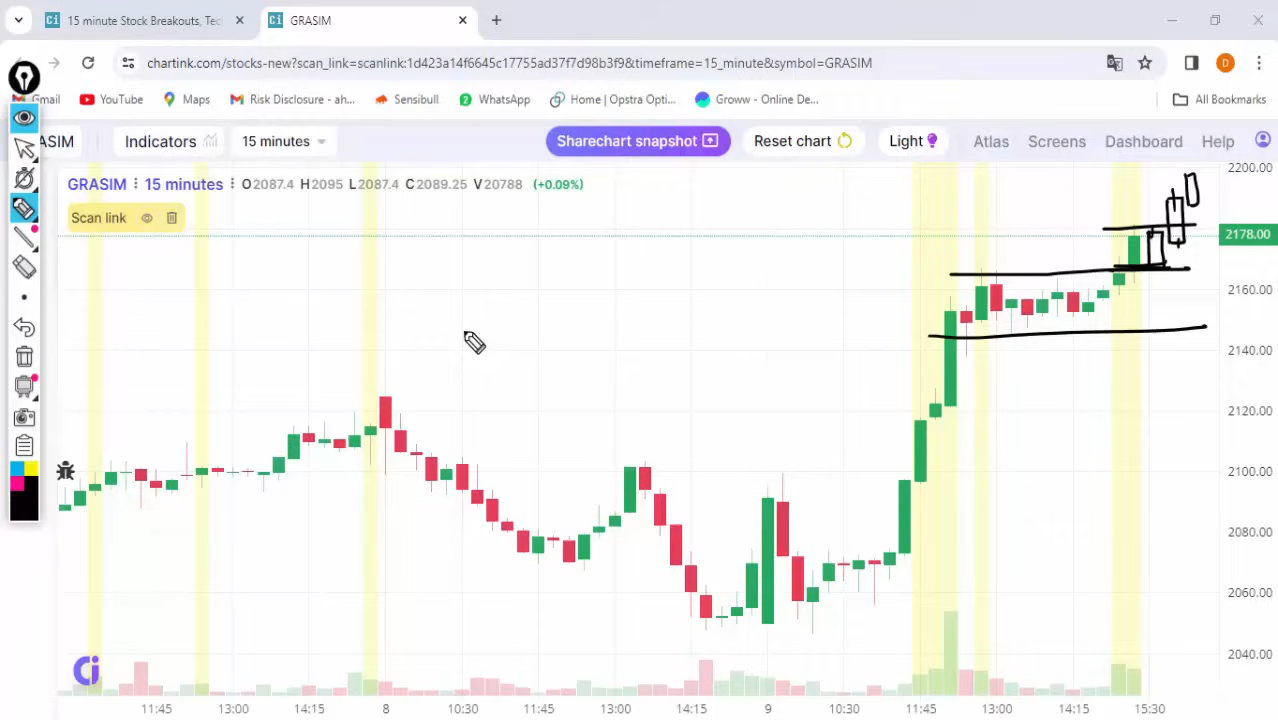 Ci 15 minute Stock Breakouts, Tec
Ci GRASIM
chartink.com/stocks-new?scan_link=scanlink:1d423a14f6645c17755ad37f7d98b3f9&timeframe=15_minute&symbol=GRASIM
D
Gmail YouTube Maps Risk Disclosure - ah... Sensibull WhatsApp Home | Opstra Opti... Groww - Online De... All Bookmarks
ASIM Indicators 15 minutes Sharechart snapshot Reset chart Light Atlas Screens Dashboard Help
GRASIM 15 minutes O2087.4 H2095 L2087.4 C2089.25 V20788 (+0.09%)
Scan link
2200.00
2178.00
2160.00
2140.00
2120.00
2100.00
2080.00
2060.00
2040.00
11:45 13:00 14:15 8 10:30 11:45 13:00 14:15 9 10:30 11:45 13:00 14:15 15:30